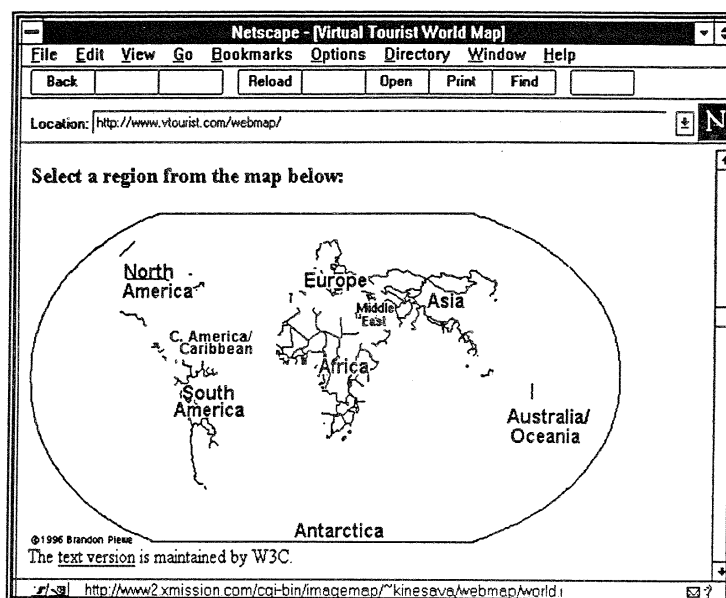 Netscape - [Virtual Tourist World Map]
File Edit View Go Bookmarks Options Directory Window Help
Back Reload Open Print Find
Location: http://www.vtourist.com/webmap/
N
Select a region from the map below:
North
America
Europe
Asia
Middle
East
C. America/
Caribbean
Africa
South
America
Australia/
Oceania
Antarctica
©1996 Brandon Plewe
The text version is maintained by W3C.
http://www2.xmission.com/cgi-bin/imagemap/~kinesava/webmap/world.
?